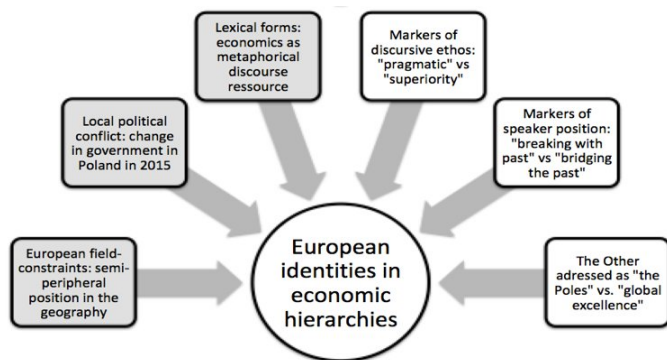 Lexical forms:
economics as
metaphorical
discourse
ressource
Markers of
discursive ethos:
"pragmatic" vs
"superiority"
Local political
conflict: change
in government in
Poland in 2015
Markers of
speaker position:
"breaking with
past" vs "bridging
the past"
European field-
constraints: semi-
peripheral
position in the
geography
European
identities in
economic
hierarchies
The Other
adressed as "the
Poles" vs. "global
excellence"